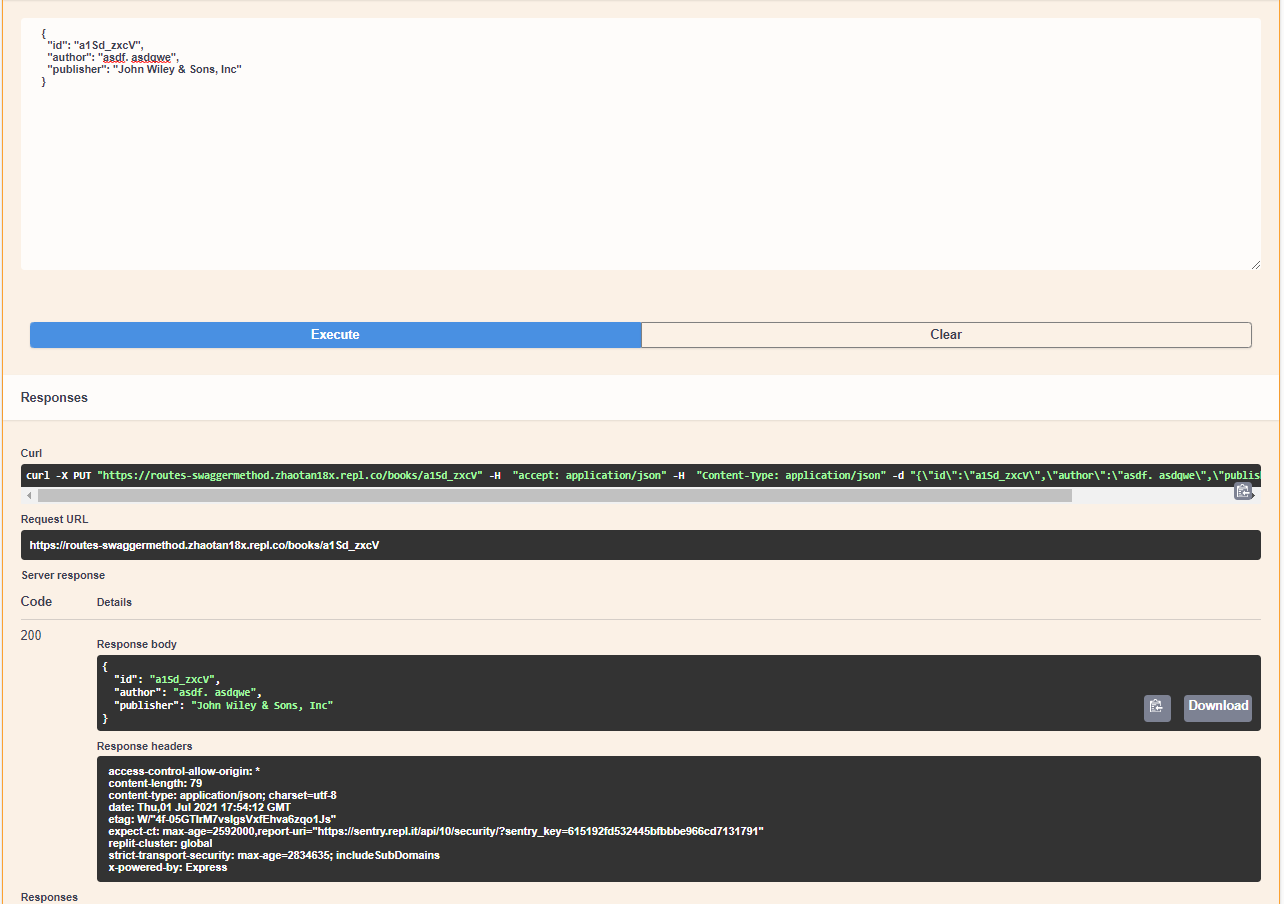 {
"id": "a1Sd_zxcV",
"author": "asdf. asdqwe",
"publisher": "John Wiley & Sons, Inc"
}
Execute
Clear
Responses
Curl
curl -X PUT "https://routes-swaggermethod.zhaotan18x.repl.co/books/a1Sd_zxcV" -H "accept: application/json" -H "Content-Type: application/json" -d "{\"id\":\"a1Sd_zxcV\",\"author\":\"asdf. asdqwe\",\"publis
Request URL
https://routes-swaggermethod.zhaotan18x.repl.co/books/a1Sd_zxcV
Server response
Code Details
200
Response body
{
"id": "a1Sd_zxcV",
"author": "asdf. asdqwe",
"publisher": "John Wiley & Sons, Inc"
}
Download
Response headers
access-control-allow-origin: *
content-length: 79
content-type: application/json; charset=utf-8
date: Thu,01 Jul 2021 17:54:12 GMT
expect-ct: max-age=2592000,report-uri="https://sentry.repl.it/api/10/security/?sentry_key=615192fd532445bfbbbe966cd7131791"
replit-cluster: global
strict-transport-security: max-age=2834635; includeSubDomains
x-powered-by: Express
Responses